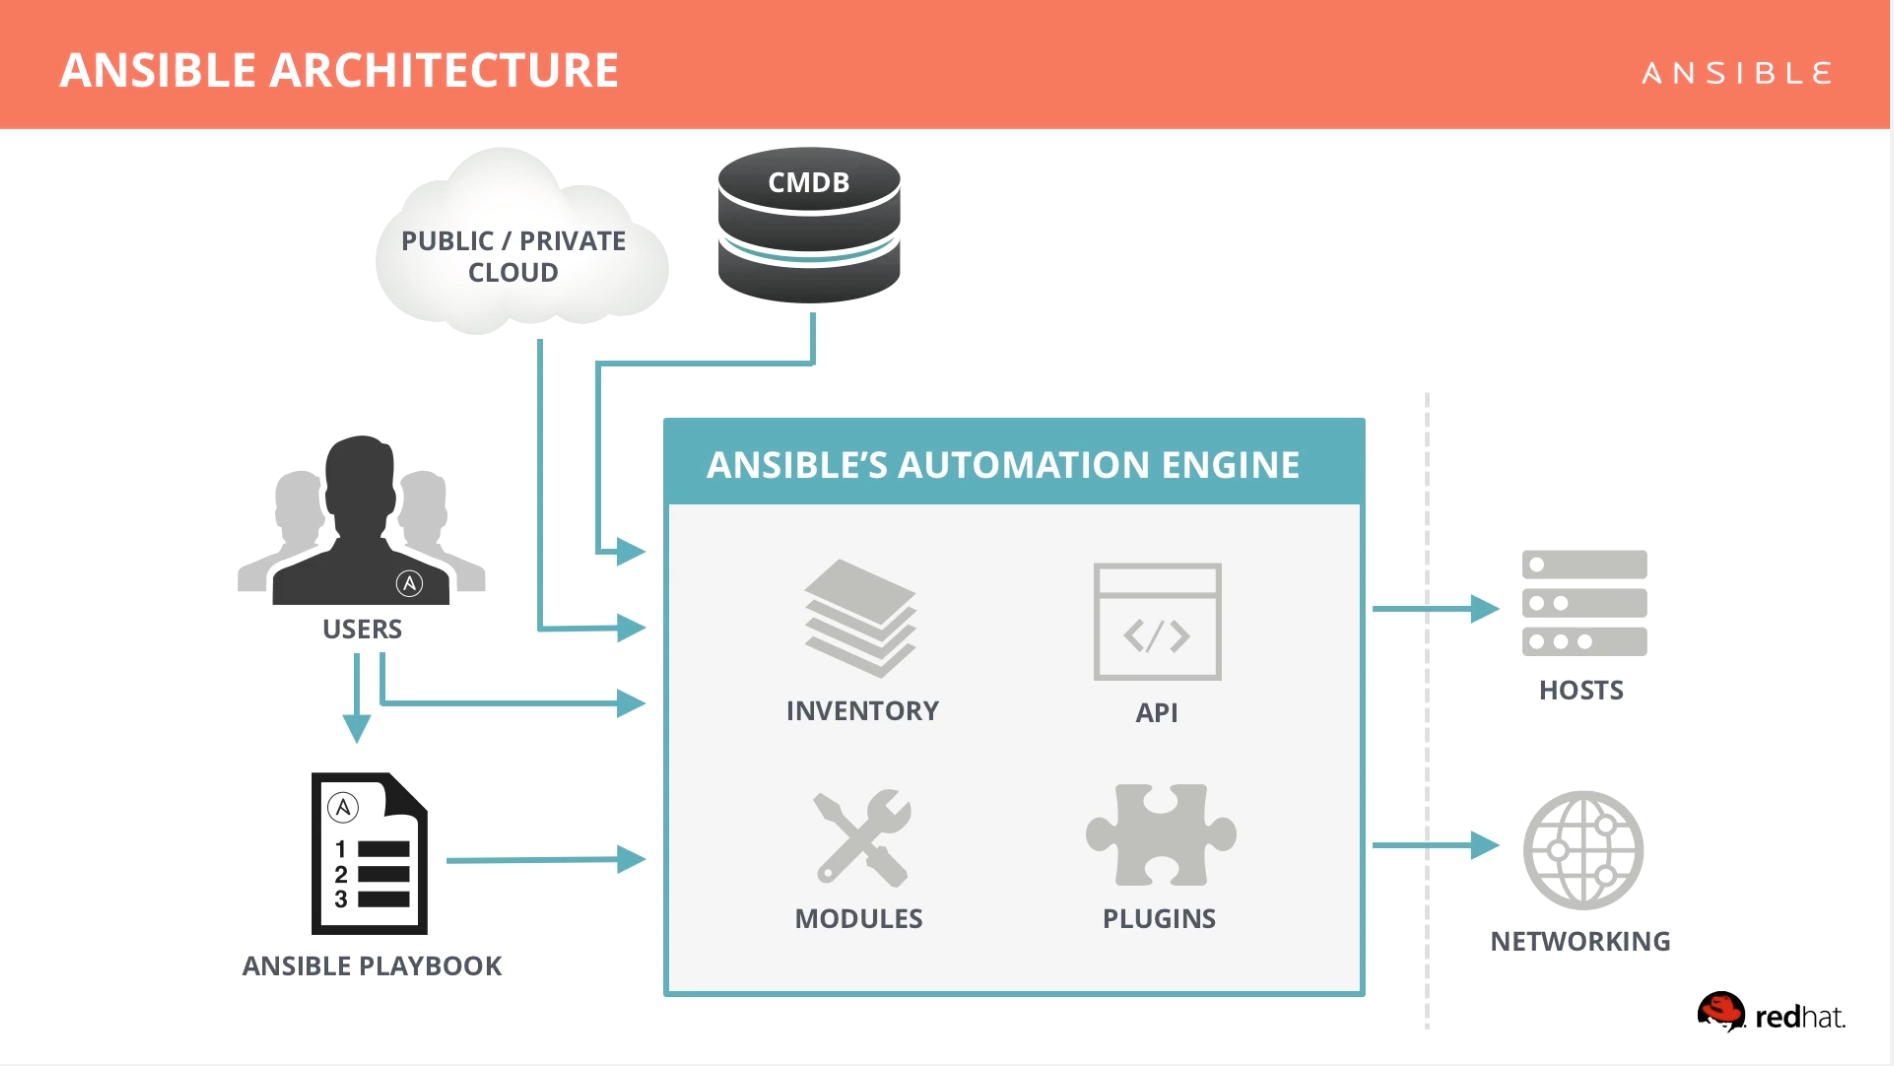 ANSIBLE ARCHITECTURE
ANSIBLE
PUBLIC / PRIVATE
CLOUD
CMDB
ANSIBLE’S AUTOMATION ENGINE
USERS
INVENTORY
API
HOSTS
A
1
2
3
MODULES
PLUGINS
NETWORKING
ANSIBLE PLAYBOOK
redhat.